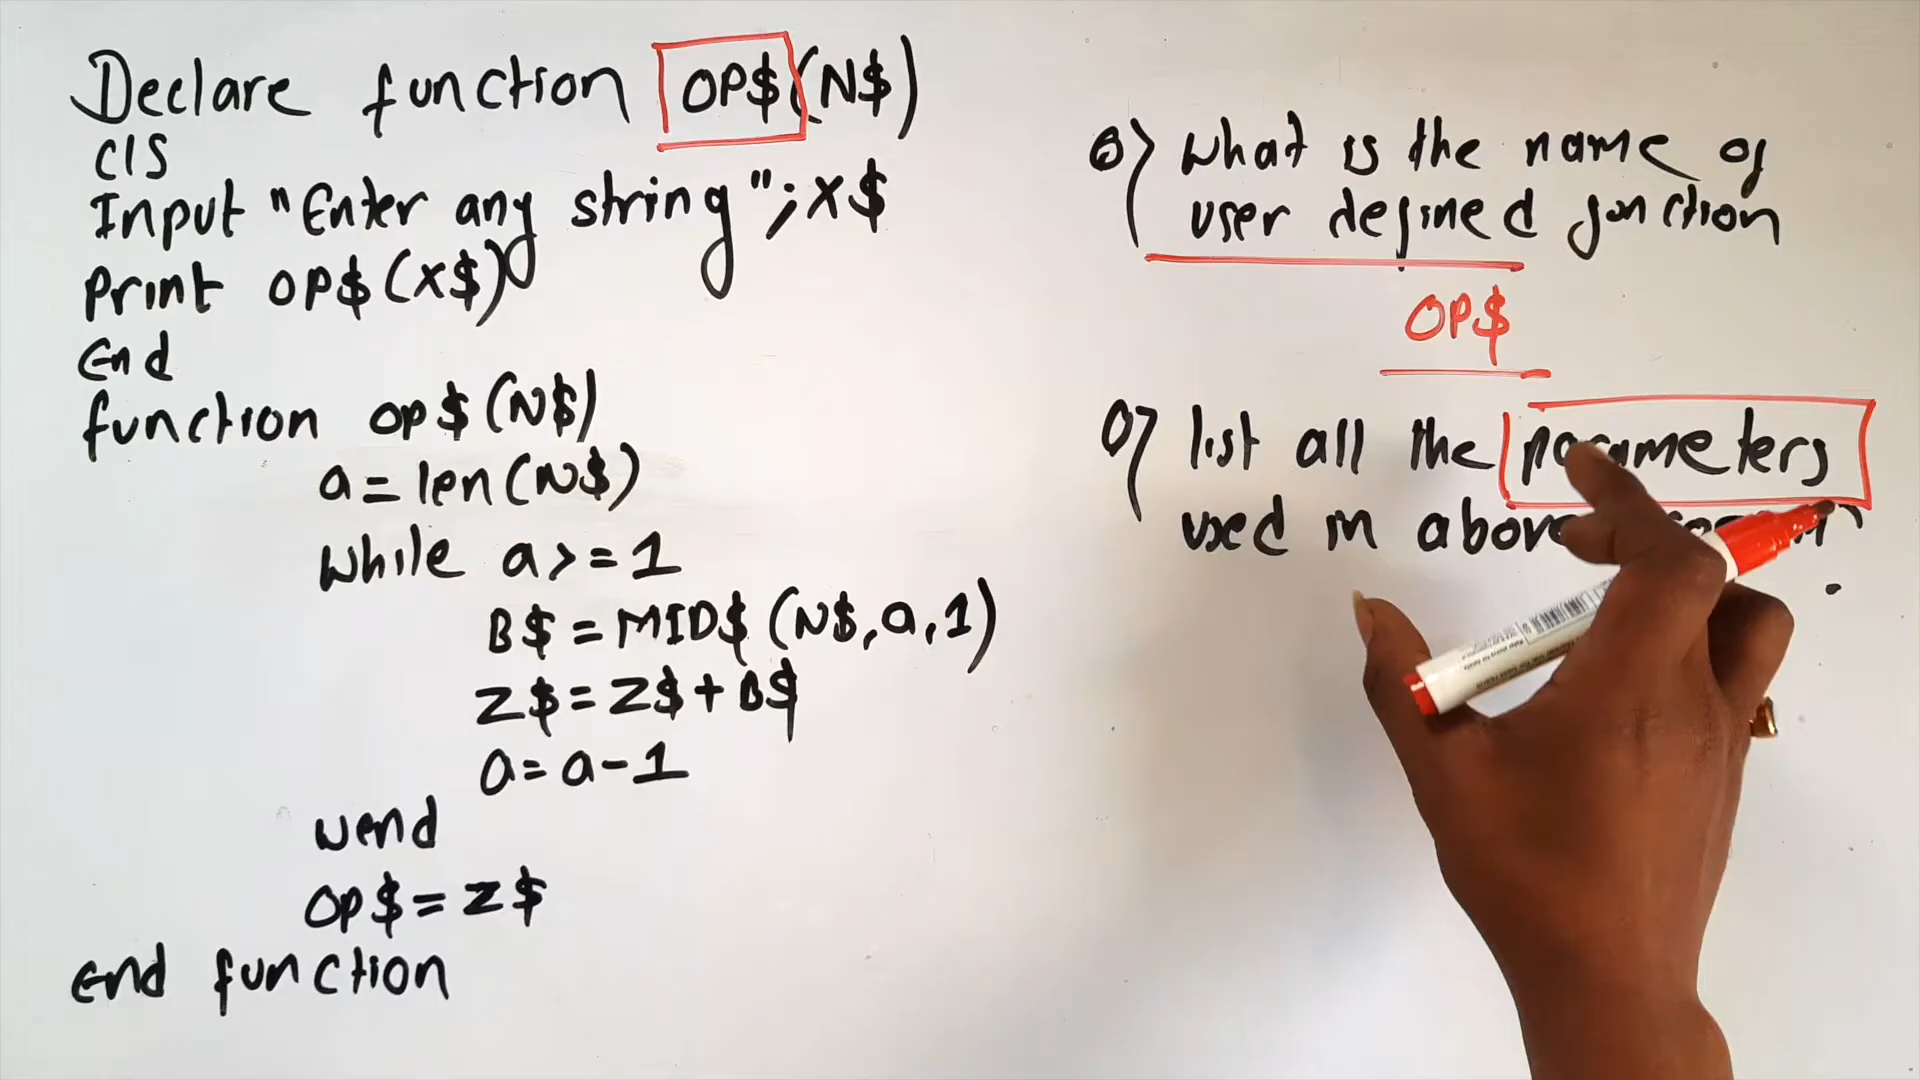 Declare function OP$(N$)
ClS
Input "Enter any string";X$
Print OP$(X$)
End
function OP$(N$)
a=len(N$)
While a>=1
B$=MID$(N$,a,1)
Z$=Z$+B$
a=a-1
wend
OP$=Z$
End function
Q) What is the name of
user defined function
OP$
Q) list all the parameters
used in above